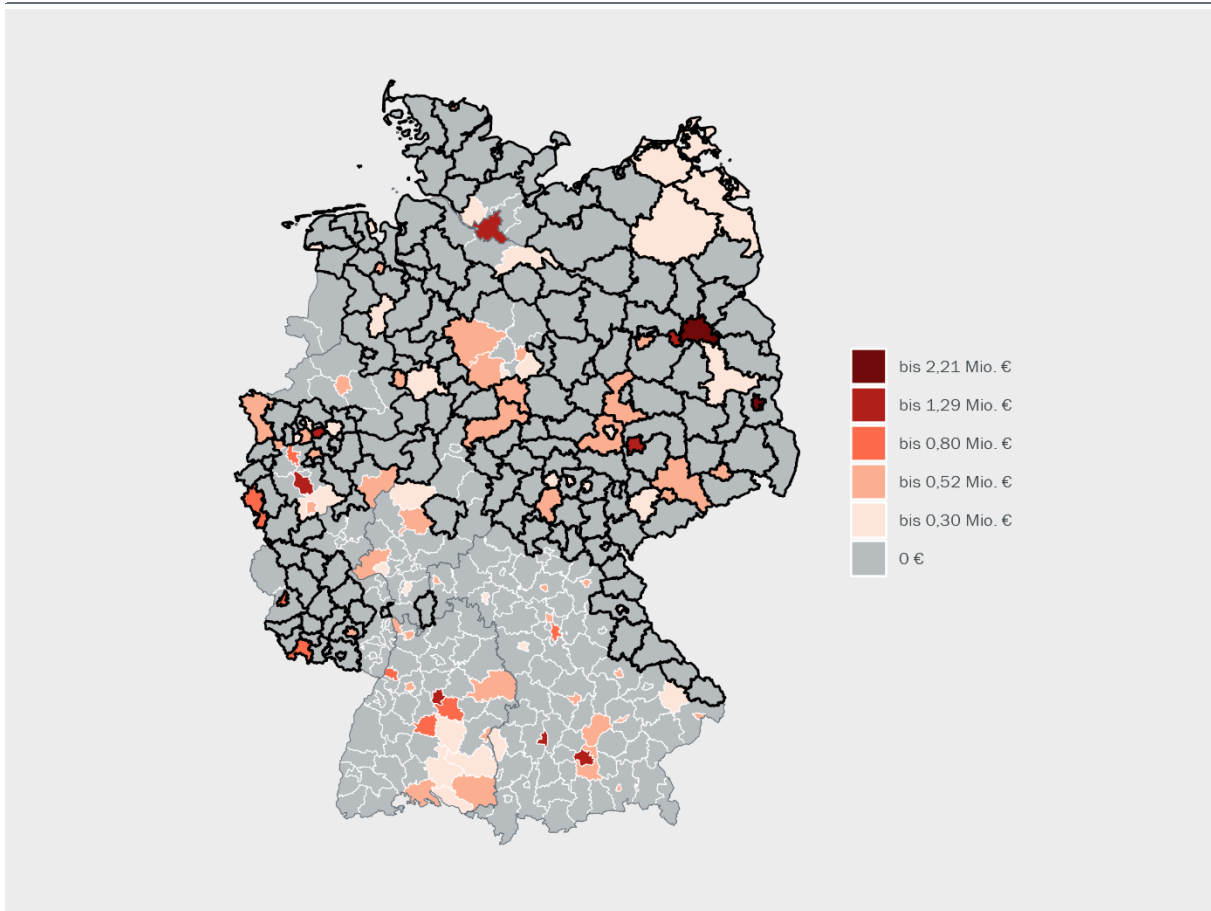 bis 2,21 Mio. €
bis 1,29 Mio. €
bis 0,80 Mio. €
bis 0,52 Mio. €
bis 0,30 Mio. €
0 €